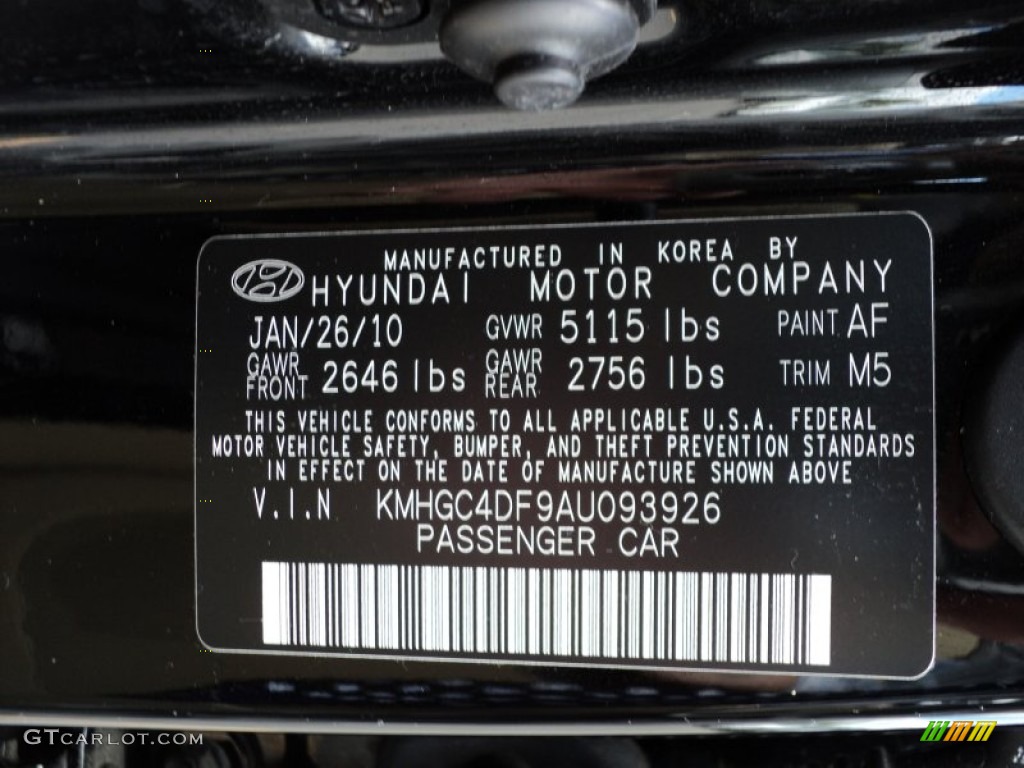 MANUFACTURED IN KOREA BY
HYUNDAI MOTOR COMPANY
JAN/26/10 GVWR 5115 lbs PAINT AF
GAWR FRONT 2646 lbs GAWR REAR 2756 lbs TRIM M5
THIS VEHICLE CONFORMS TO ALL APPLICABLE U.S.A. FEDERAL
MOTOR VEHICLE SAFETY, BUMPER, AND THEFT PREVENTION STANDARDS
IN EFFECT ON THE DATE OF MANUFACTURE SHOWN ABOVE
V.I.N KMHGC4DF9AU093926
PASSENGER CAR
GTCARLOT.COM